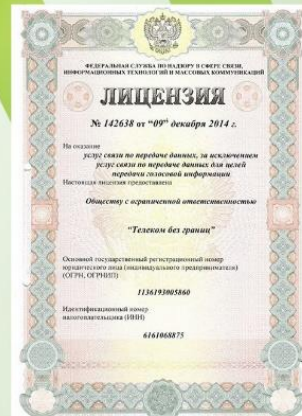 ФЕДЕРАЛЬНАЯ СЛУЖБА ПО НАДЗОРУ В СФЕРЕ СВЯЗИ,
ИНФОРМАЦИОННЫХ ТЕХНОЛОГИЙ И МАССОВЫХ КОММУНИКАЦИЙ
ЛИЦЕНЗИЯ
№ 142638 от "09" декабря 2014 г.
На оказание
услуг связи по передаче данных, за исключением
услуг связи по передаче данных для целей
передачи голосовой информации
Настоящая лицензия предоставлена
Обществу с ограниченной ответственностью
"Телеком без границ"
Основной государственный регистрационный номер
юридического лица (индивидуального предпринимателя)
(ОГРН, ОГРНИП)
1136193005860
Идентификационный номер
налогоплательщика (ИНН)
6161068875